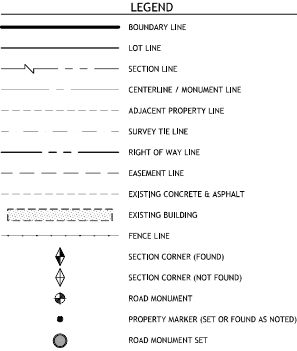 LEGEND
BOUNDARY LINE
LOT LINE
SECTION LINE
CENTERLINE / MONUMENT LINE
ADJACENT PROPERTY LINE
SURVEY TIE LINE
RIGHT OF WAY LINE
EASEMENT LINE
EXISTING CONCRETE & ASPHALT
EXISTING BUILDING
FENCE LINE
SECTION CORNER (FOUND)
SECTION CORNER (NOT FOUND)
ROAD MONUMENT
PROPERTY MARKER (SET OR FOUND AS NOTED)
ROAD MONUMENT SET